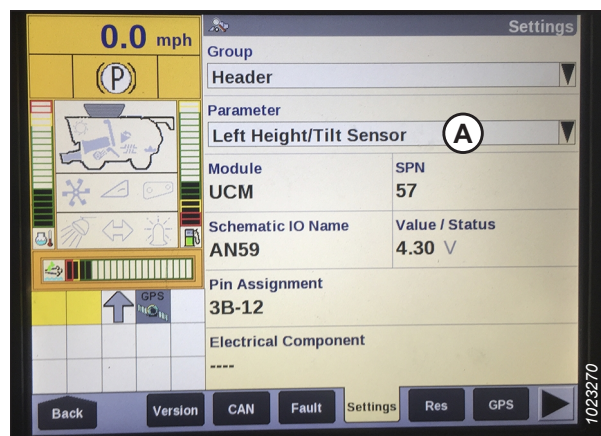 0.0 mph
(P)
Settings
Group
Header
Parameter
Left Height/Tilt Sensor
A
Module
UCM
SPN
57
Schematic IO Name
AN59
Value / Status
4.30 V
Pin Assignment
3B-12
Electrical Component
----
GPS
Back
Version
CAN
Fault
Settings
Res
GPS
1023270